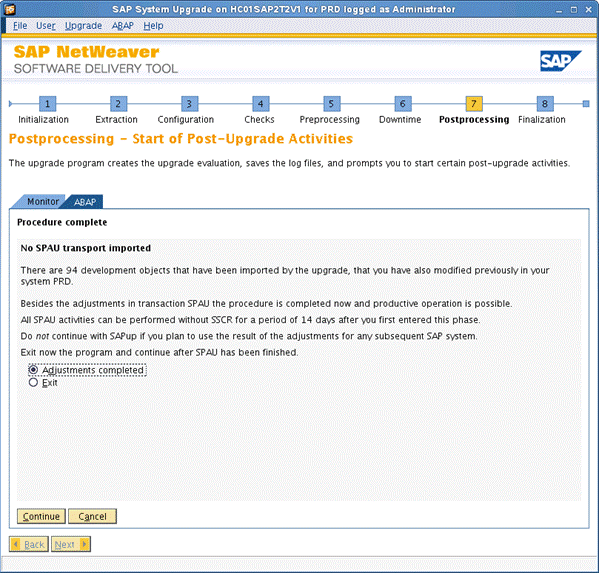 SAP System Upgrade on HC01SAP2T2V1 for PRD logged as Administrator
File User Upgrade ABAP Help
SAP NetWeaver
SOFTWARE DELIVERY TOOL
SAP
1 2 3 4 5 6 7 8
Initialization Extraction Configuration Checks Preprocessing Downtime Postprocessing Finalization
Postprocessing - Start of Post-Upgrade Activities
The upgrade program creates the upgrade evaluation, saves the log files, and prompts you to start certain post-upgrade activities.
Monitor ABAP
Procedure complete
No SPAU transport imported
There are 94 development objects that have been imported by the upgrade, that you have also modified previously in your
system PRD.
Besides the adjustments in transaction SPAU the procedure is completed now and productive operation is possible.
All SPAU activities can be performed without SSCR for a period of 14 days after you first entered this phase.
Do not continue with SAPup if you plan to use the result of the adjustments for any subsequent SAP system.
Exit now the program and continue after SPAU has been finished.
Adjustments completed
Exit
Continue Cancel
Back Next